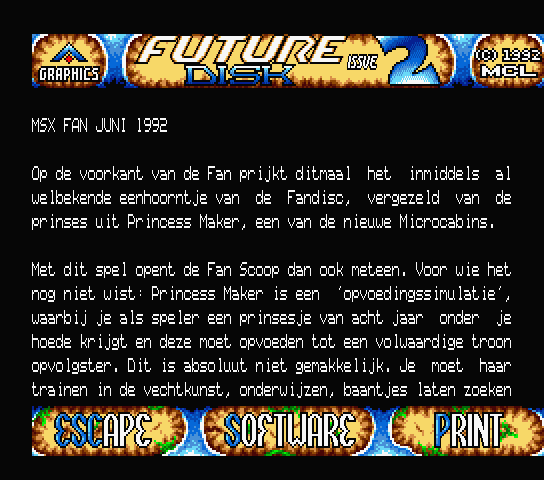 GRAPHICS
FUTURE
DISK
ISSUE
2
(C) 1992
MCL
MSX FAN JUNI 1992
Op de voorkant van de Fan prijkt ditmaal het inmiddels al
welbekende eenhoorntje van de Fandisc, vergezeld van de
prinses uit Princess Maker, een van de nieuwe Microcabins.
Met dit spel opent de Fan Scoop dan ook meteen. Voor wie het
nog niet wist: Princess Maker is een 'opvoedingssimulatie',
waarbij je als speler een prinsesje van acht jaar onder je
hoede krijgt en deze moet opvoeden tot een volwaardige troon
opvolgster. Dit is absoluut niet gemakkelijk. Je moet haar
trainen in de vechtkunst, onderwijzen, baantjes laten zoeken
ESCAPE
SOFTWARE
PRINT